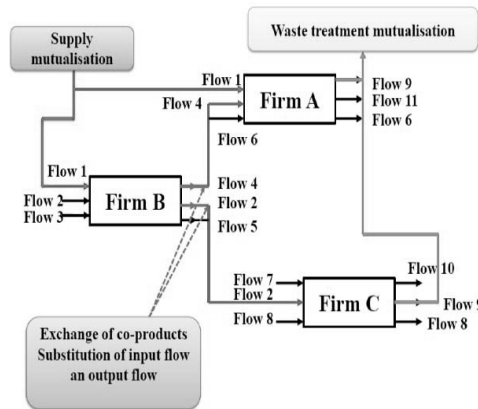 Supply
mutualisation
Waste treatment mutualisation
Flow 1
Flow 4
Flow 6
Firm A
Flow 9
Flow 11
Flow 6
Flow 1
Flow 2
Flow 3
Firm B
Flow 4
Flow 2
Flow 5
Flow 7
Flow 2
Flow 8
Firm C
Flow 10
Flow 9
Flow 8
Exchange of co-products
Substitution of input flow
an output flow